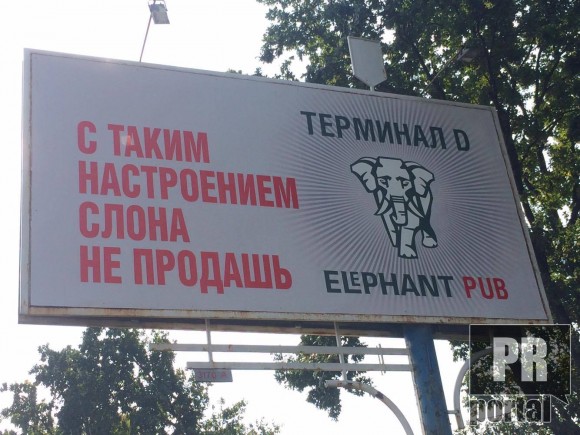 С ТАКИМ
НАСТРОЕНИЕМ
СЛОНА
НЕ ПРОДАШЬ
ТЕРМИНАЛ D
ELEPHANT PUB
PR
portal